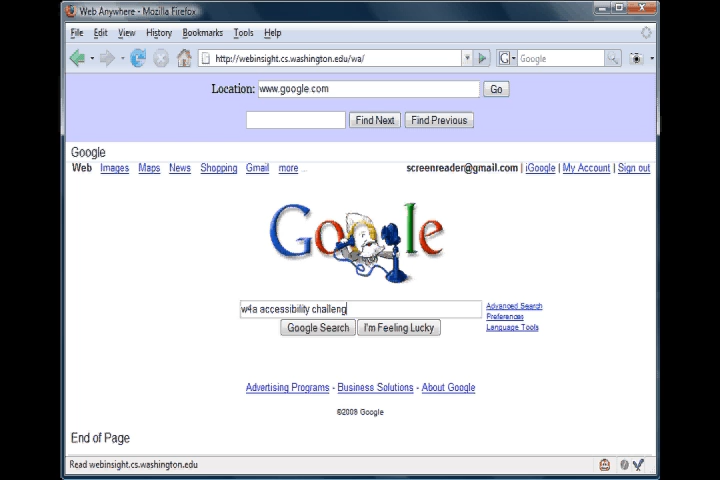 Web Anywhere - Mozilla Firefox
File Edit View History Bookmarks Tools Help
http://webinsight.cs.washington.edu/wa/ G Google
Location: www.google.com Go
Find Next Find Previous
Google
Web Images Maps News Shopping Gmail more screenreader@gmail.com | iGoogle | My Account | Sign out
Google
w4a accessibility challeng
Advanced Search
Preferences
Language Tools
Google Search I'm Feeling Lucky
Advertising Programs - Business Solutions - About Google
©2008 Google
End of Page
Read webinsight.cs.washington.edu